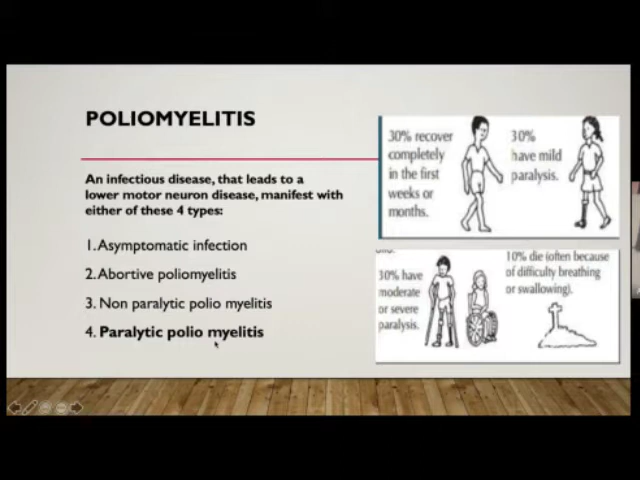 POLIOMYELITIS
An infectious disease, that leads to a
lower motor neuron disease, manifest with
either of these 4 types:
1. Asymptomatic infection
2. Abortive poliomyelitis
3. Non paralytic polio myelitis
4. Paralytic polio myelitis
30% recover
completely
in the first
weeks or
months.
30%
have mild
paralysis.
30% have
moderate
or severe
paralysis.
10% die (often because
of difficulty breathing
or swallowing).